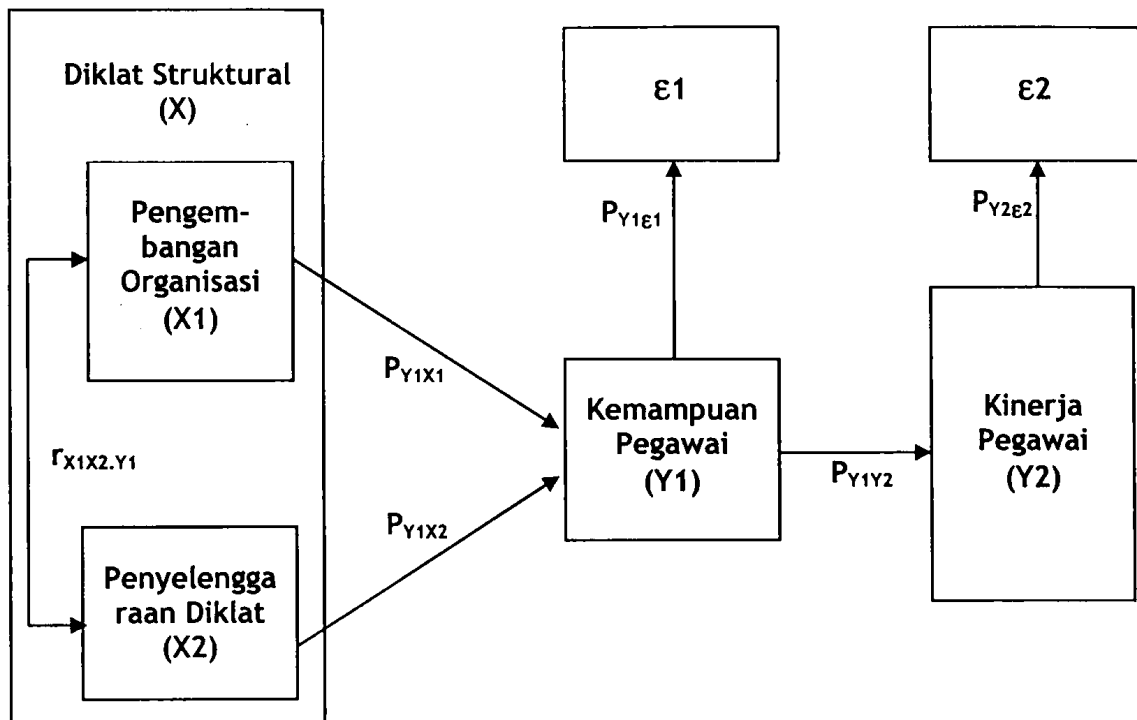 Diklat Struktural
(X)
Pengem-
bangan
Organisasi
(X1)
rX1X2.Y1
Penyelengga
raan Diklat
(X2)
PY1X1
PY1X2
ε1
PY1ε1
Kemampuan
Pegawai
(Y1)
PY1Y2
ε2
PY2ε2
Kinerja
Pegawai
(Y2)